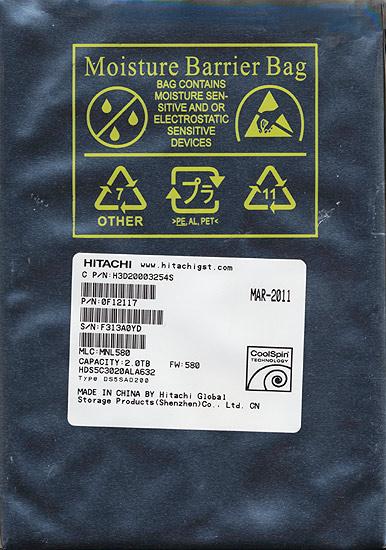 Moisture Barrier Bag
BAG CONTAINS
MOISTURE SEN-
SITIVE AND OR
ELECTROSTATIC
SENSITIVE
DEVICES
7
OTHER
プラ
>PE, AL, PET<
11
HITACHI www.hitachigst.com
C P/N:H3D20003254S
MAR-2011
P/N:0F12117
S/N:F313A0YD
MLC:MNL580
CAPACITY:2.0TB FW:580
HDS5C3020ALA632
Type DS5SAD200
CoolSpin
TECHNOLOGY
MADE IN CHINA BY Hitachi Global
Storage Products(Shenzhen)Co., Ltd. CN